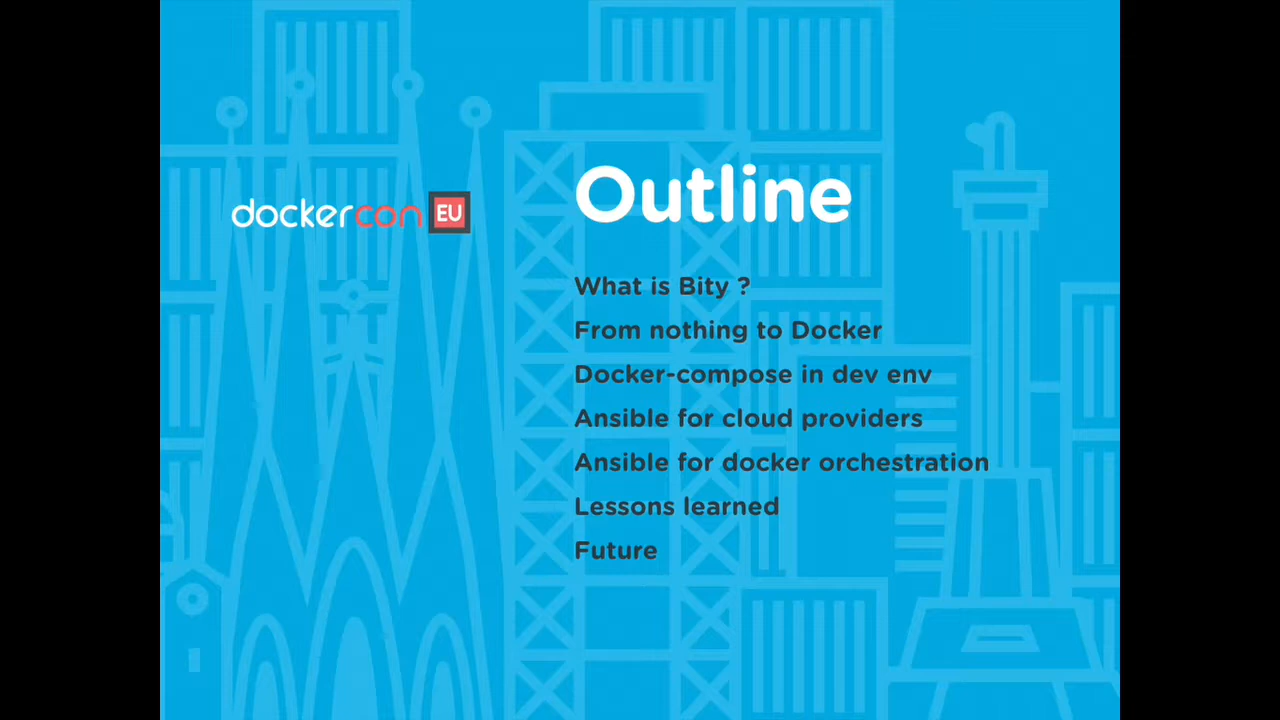 dockercon EU
Outline
What is Bity ?
From nothing to Docker
Docker-compose in dev env
Ansible for cloud providers
Ansible for docker orchestration
Lessons learned
Future